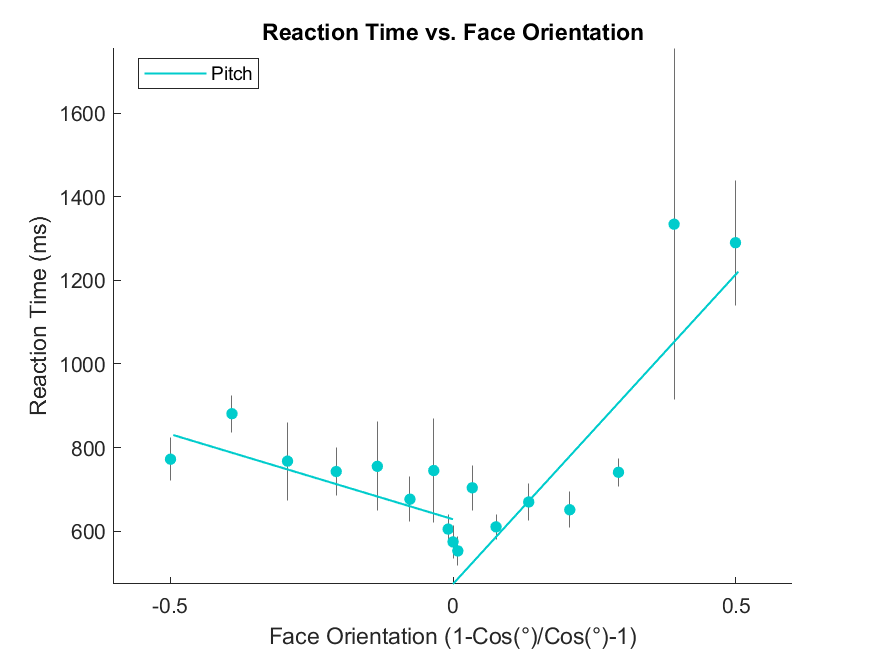 Reaction Time vs. Face Orientation
Pitch
Reaction Time (ms)
1600
1400
1200
1000
800
600
-0.5
0
0.5
Face Orientation (1-Cos(°)/Cos(°)-1)